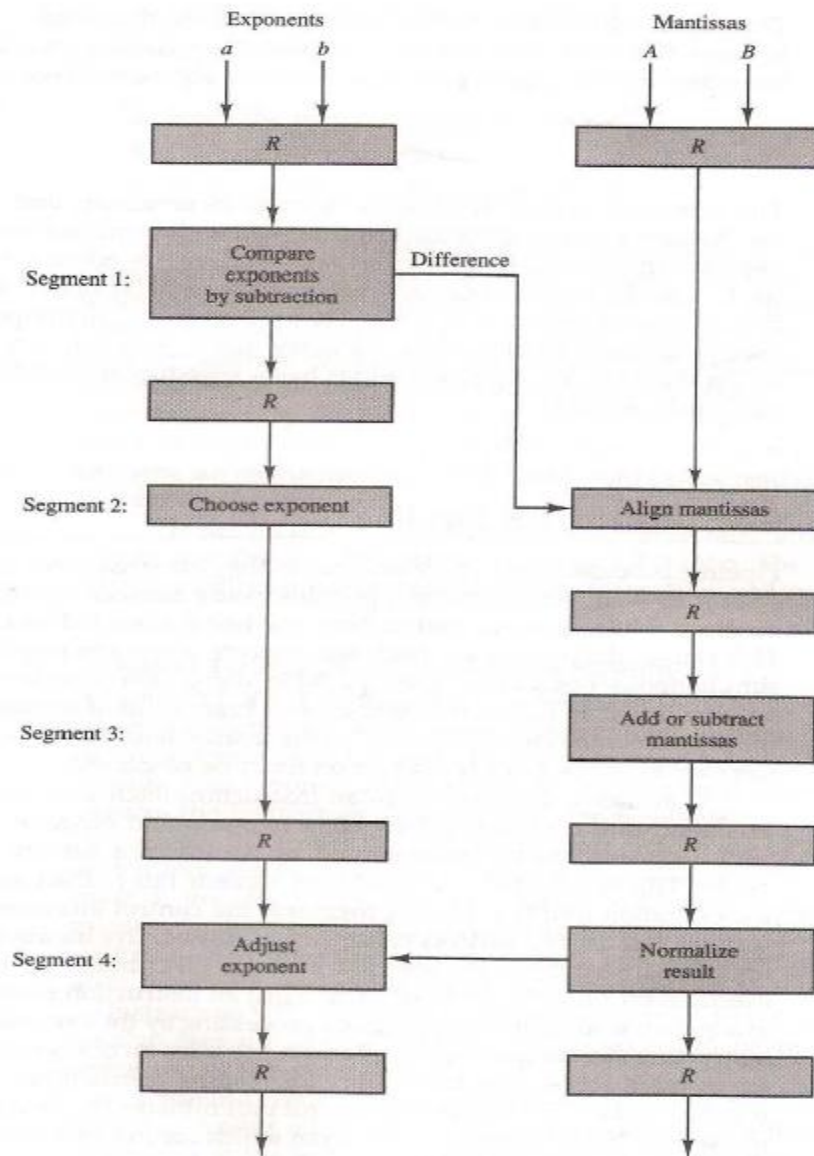 Exponents
Mantissas
a b
A B
R
R
Segment 1:
Compare
exponents
by subtraction
Difference
R
Segment 2:
Choose exponent
Align mantissas
R
Segment 3:
Add or subtract
mantissas
R
R
Segment 4:
Adjust
exponent
Normalize
result
R
R